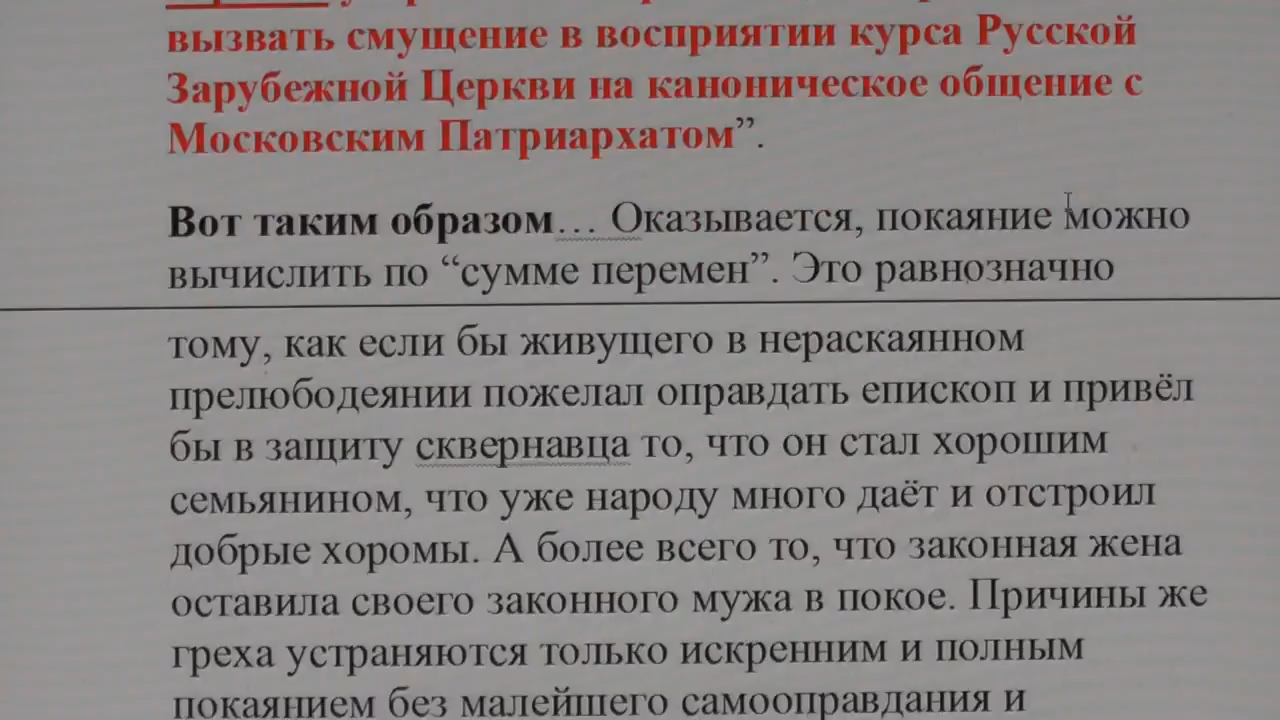 вызвать смущение в восприятии курса Русской
Зарубежной Церкви на каноническое общение с
Московским Патриархатом”.
Вот таким образом… Оказывается, покаяние можно
вычислить по “сумме перемен”. Это равнозначно
тому, как если бы живущего в нераскаянном
прелюбодеянии пожелал оправдать епископ и привёл
бы в защиту сквернавца то, что он стал хорошим
семьянином, что уже народу много даёт и отстроил
добрые хоромы. А более всего то, что законная жена
оставила своего законного мужа в покое. Причины же
греха устраняются только искренним и полным
покаянием без малейшего самооправдания и